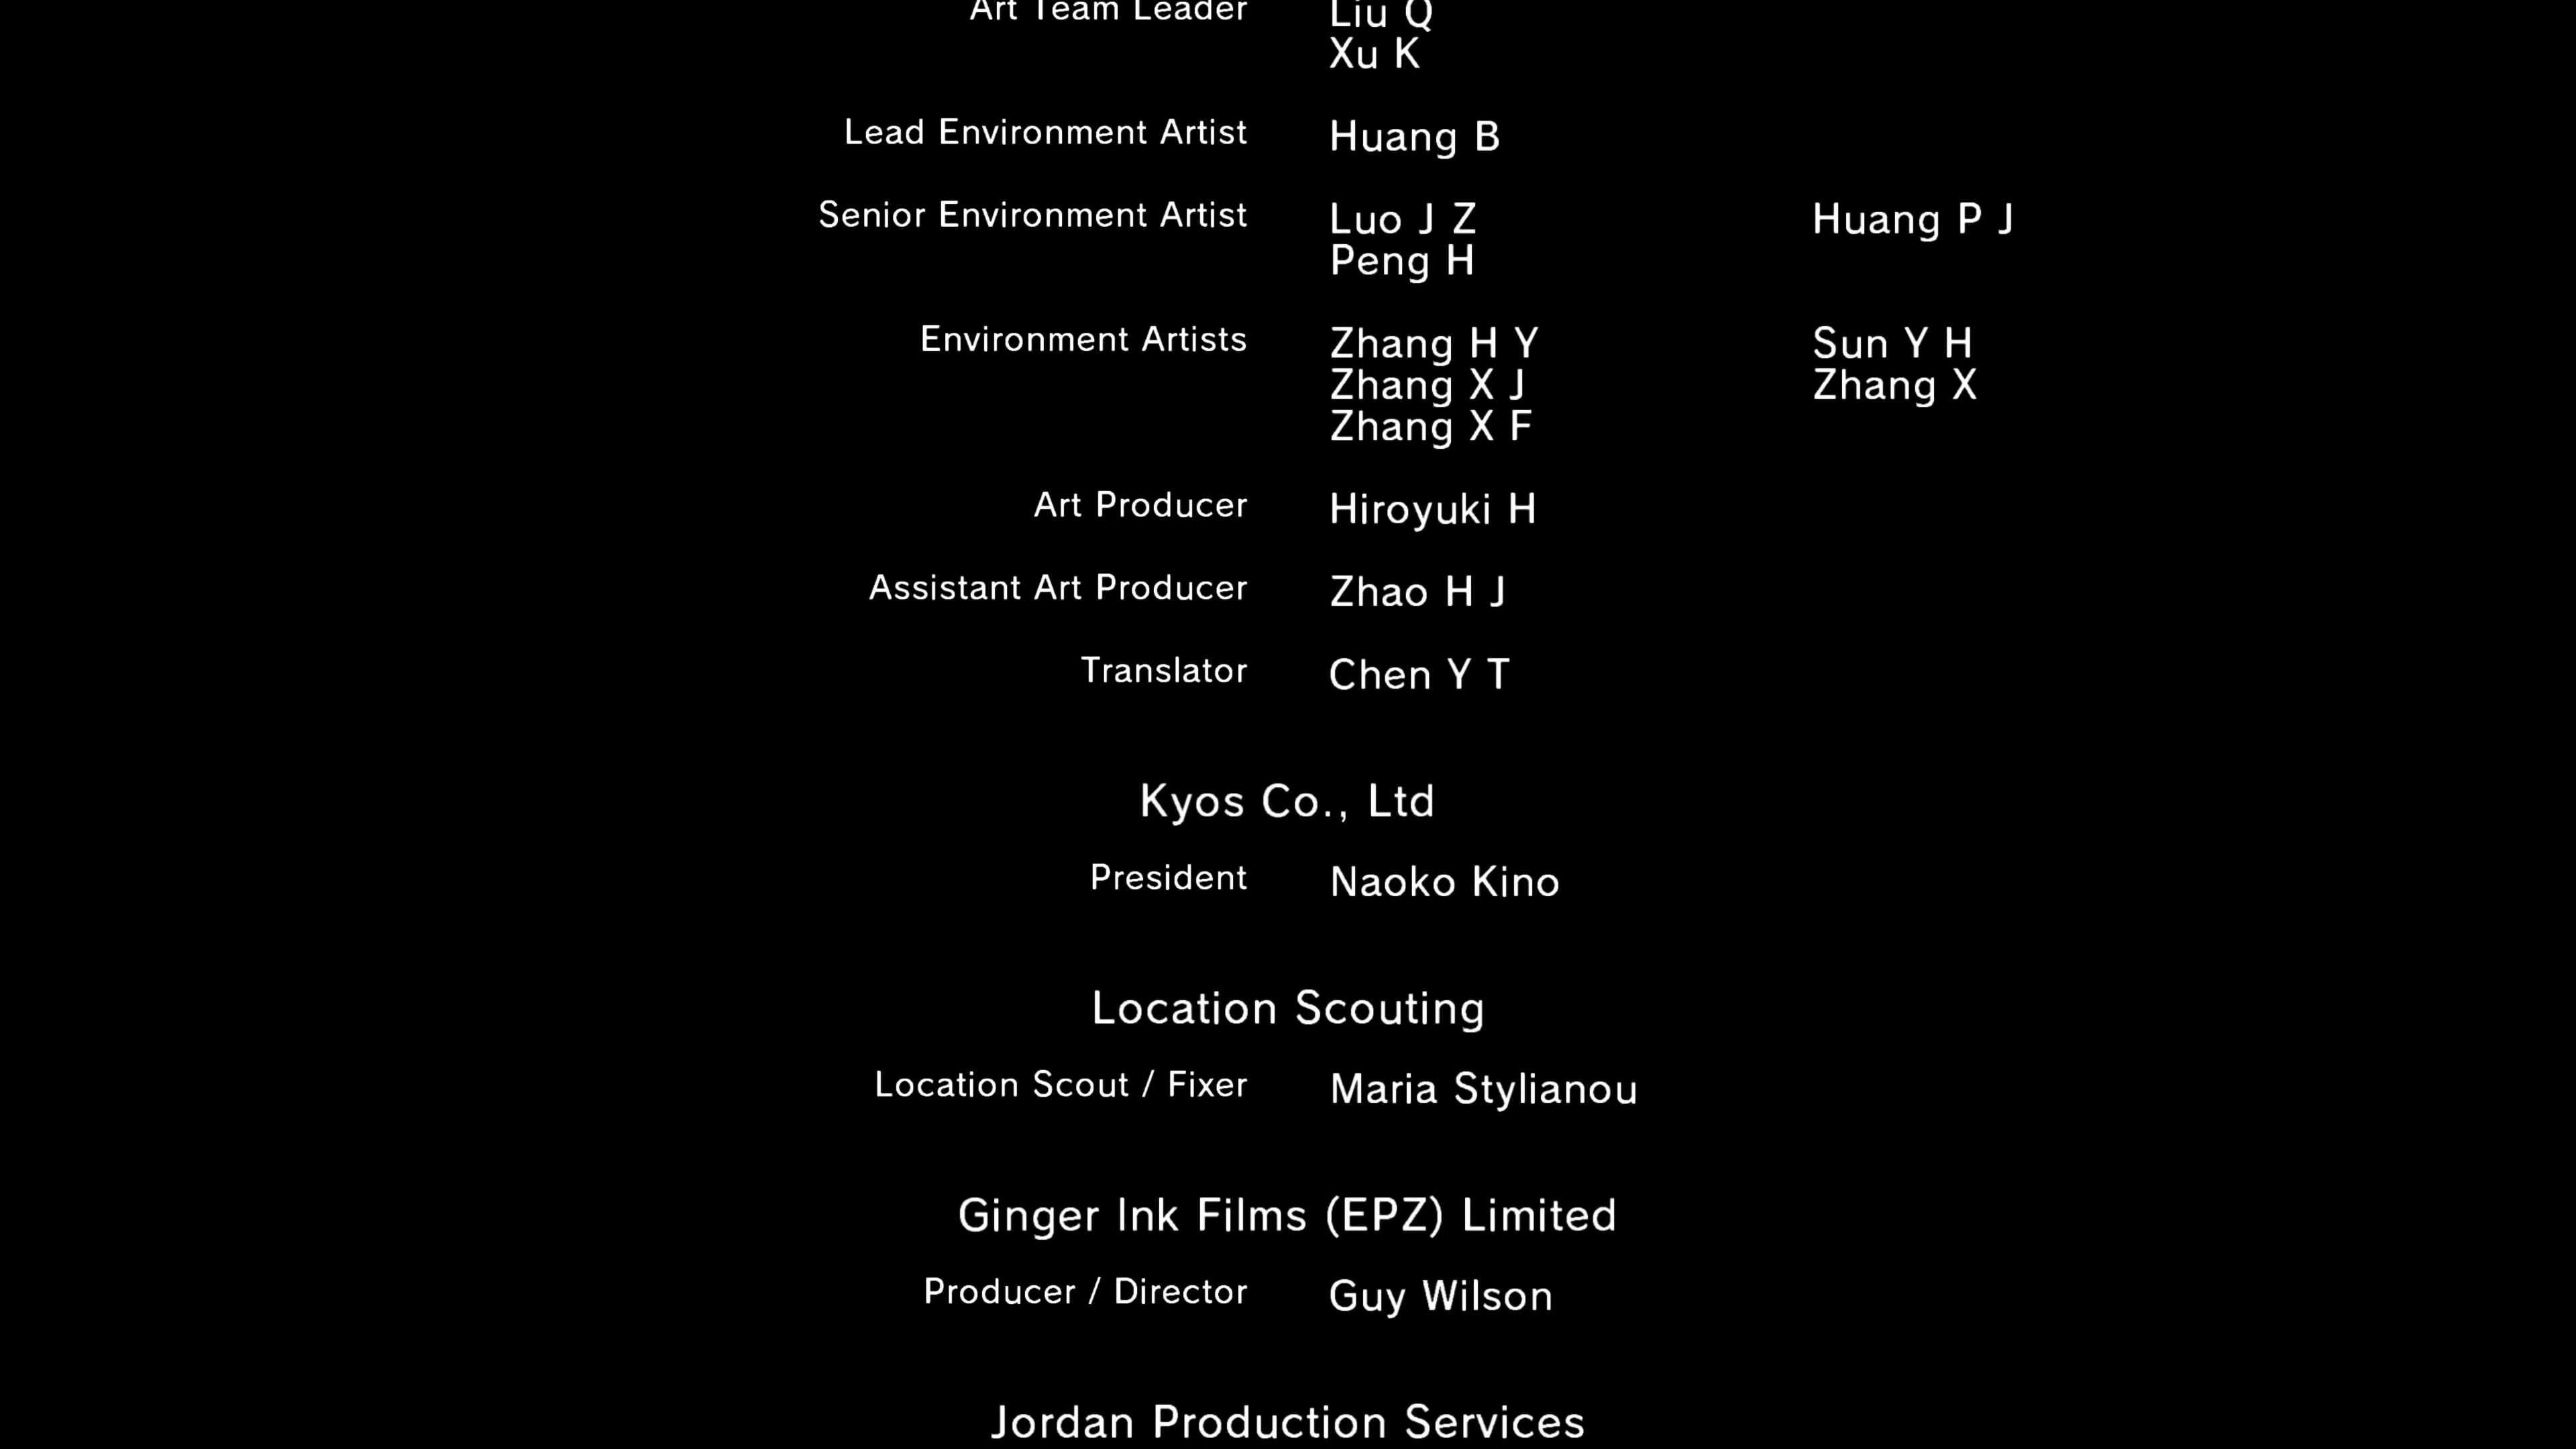 Art Team Leader Liu Q
Xu K
Lead Environment Artist Huang B
Senior Environment Artist Luo J Z Huang P J
Peng H
Environment Artists Zhang H Y Sun Y H
Zhang X J Zhang X
Zhang X F
Art Producer Hiroyuki H
Assistant Art Producer Zhao H J
Translator Chen Y T
Kyos Co., Ltd
President Naoko Kino
Location Scouting
Location Scout / Fixer Maria Stylianou
Ginger Ink Films (EPZ) Limited
Producer / Director Guy Wilson
Jordan Production Services